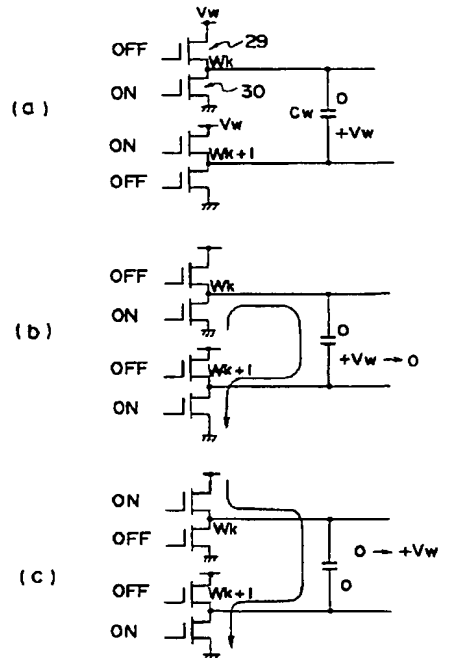 Vw
OFF
29
Wk
ON
30
(a)
Cw
0
+Vw
Vw
ON
Wk+1
OFF
OFF
Wk
ON
(b)
0
+Vw → 0
OFF
Wk+1
ON
ON
OFF
Wk
(c)
0 → +Vw
OFF
Wk+1
0
ON